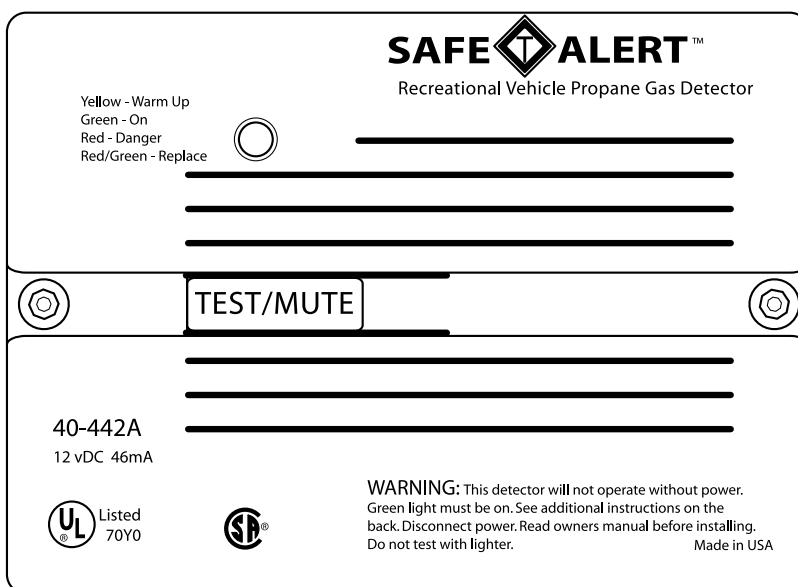 SAFE T ALERT™
Recreational Vehicle Propane Gas Detector
Yellow - Warm Up
Green - On
Red - Danger
Red/Green - Replace
TEST/MUTE
40-442A
12 vDC 46mA
UL® Listed
70Y0
SA®
WARNING: This detector will not operate without power.
Green light must be on. See additional instructions on the
back. Disconnect power. Read owners manual before installing.
Do not test with lighter.
Made in USA